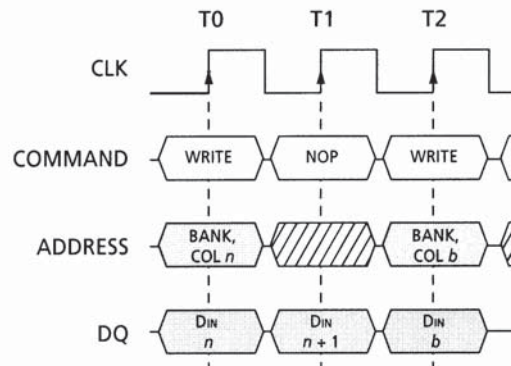 T0 T1 T2
CLK
COMMAND WRITE NOP WRITE
ADDRESS BANK, COL n BANK, COL b
DQ DIN n DIN n + 1 DIN b